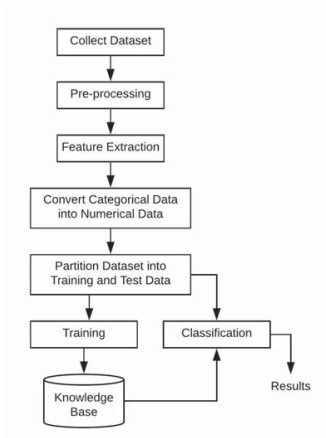 Collect Dataset
Pre-processing
Feature Extraction
Convert Categorical Data
into Numerical Data
Partition Dataset into
Training and Test Data
Training
Classification
Knowledge
Base
Results